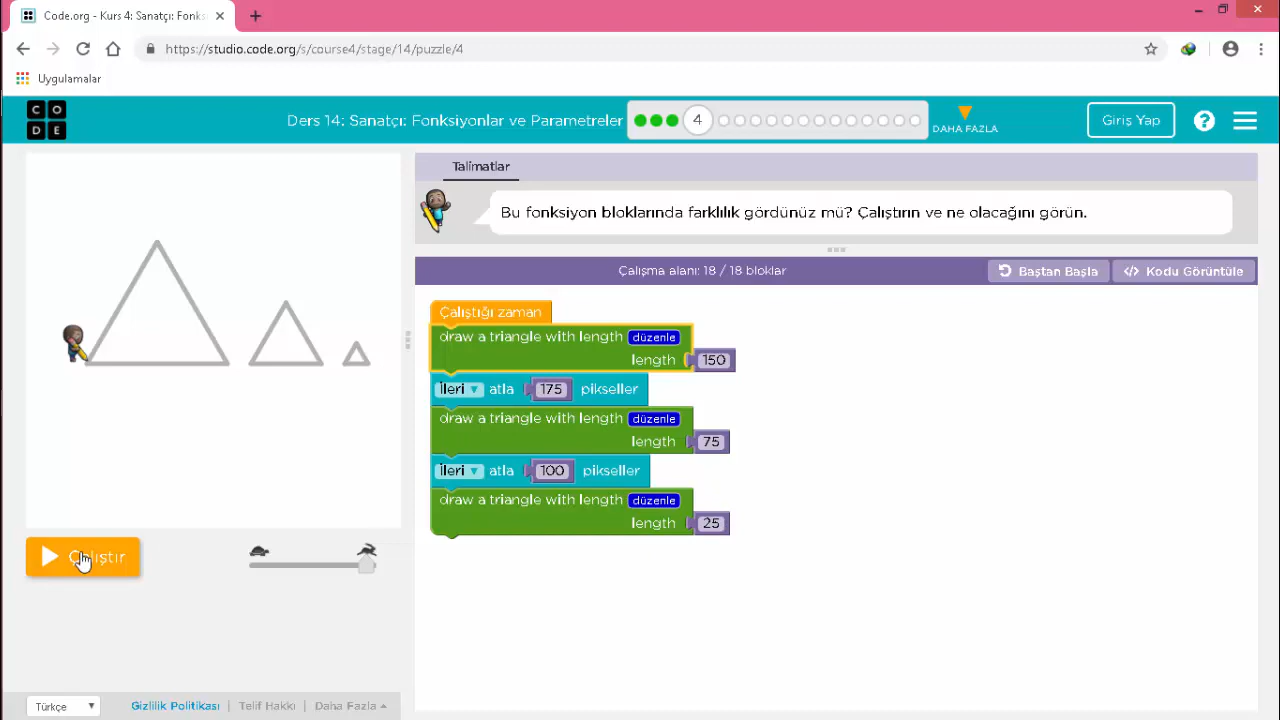 Code.org - Kurs 4: Sanatçı: Fonks
https://studio.code.org/s/course4/stage/14/puzzle/4
Uygulamalar
C O
D E
Ders 14: Sanatçı: Fonksiyonlar ve Parametreler
4
DAHA FAZLA
Giriş Yap
?
Talimatlar
Bu fonksiyon bloklarında farklılık gördünüz mü? Çalıştırın ve ne olacağını görün.
Çalışma alanı: 18 / 18 bloklar
Baştan Başla
</> Kodu Görüntüle
Çalıştığı zaman
draw a triangle with length düzenle
length 150
İleri atla 175 pikseller
draw a triangle with length düzenle
length 75
İleri atla 100 pikseller
draw a triangle with length düzenle
length 25
Çalıştır
Türkçe
Gizlilik Politikası | Telif Hakkı | Daha Fazla